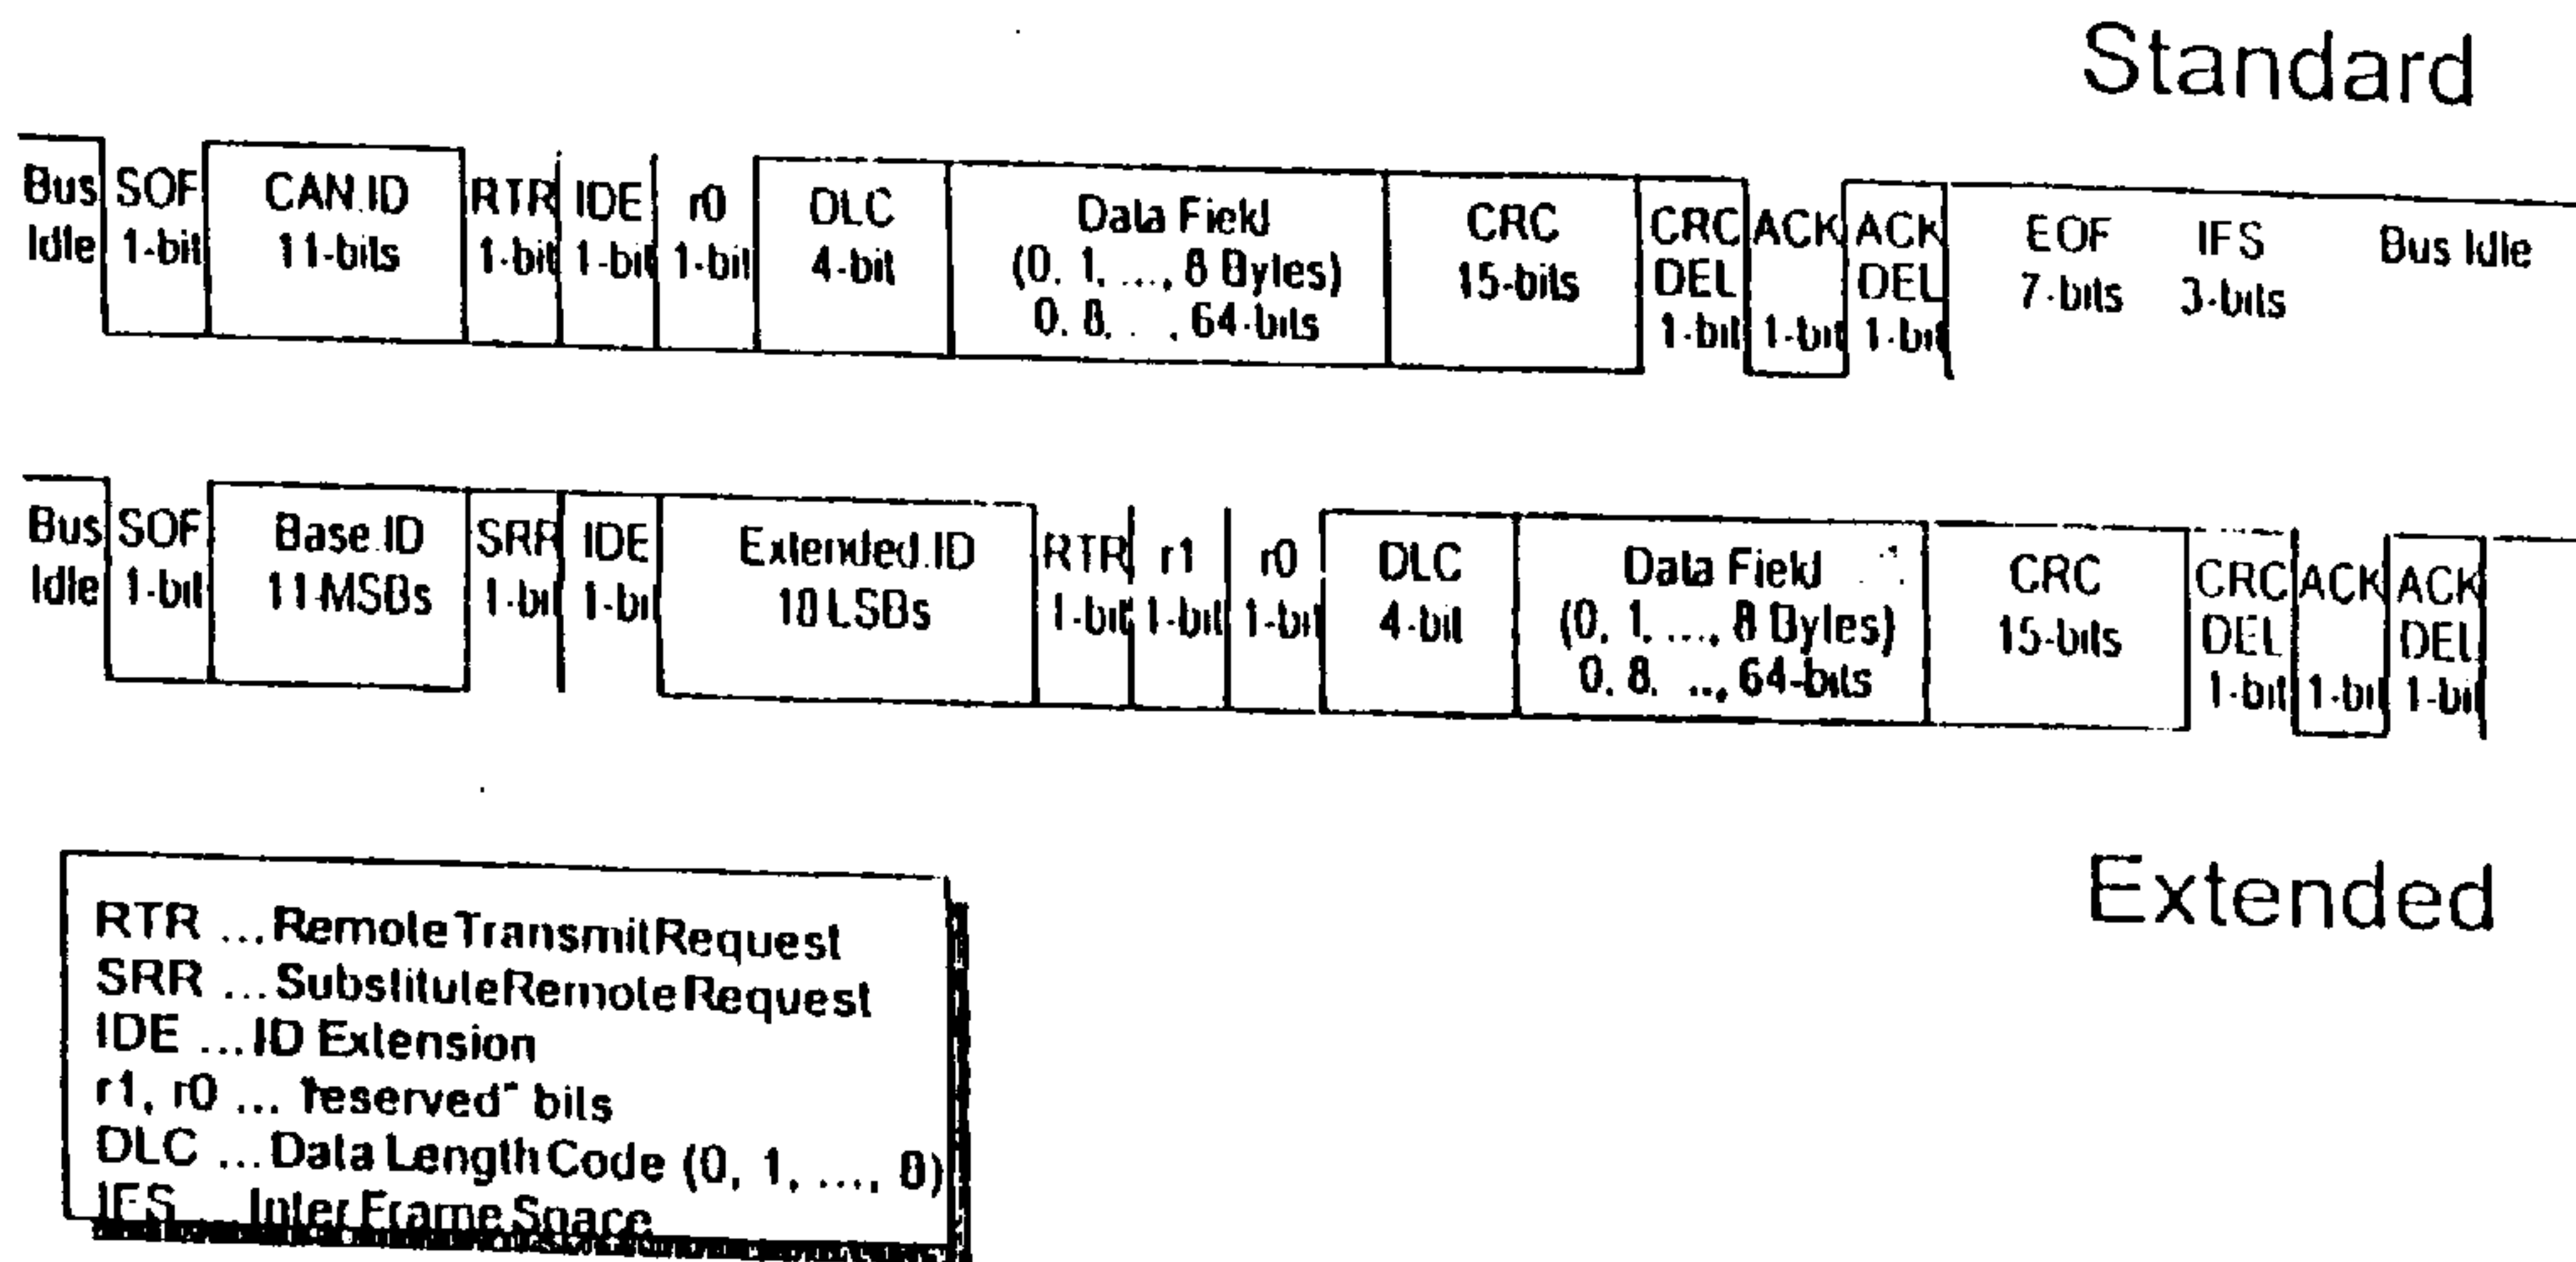 Standard
Bus Idle
SOF 1-bit
CAN.ID 11-bits
RTR 1-bit
IDE 1-bit
r0 1-bit
DLC 4-bit
Data Field
(0, 1, ..., 8 Bytes)
0, 8, ..., 64-bits
CRC 15-bits
CRC DEL 1-bit
ACK 1-bit
ACK DEL 1-bit
EOF 7-bits
IFS 3-bits
Bus Idle
Bus Idle
SOF 1-bit
Base.ID 11-MSBs
SRR 1-bit
IDE 1-bit
Extended.ID 18 LSBs
RTR 1-bit
r1 1-bit
r0 1-bit
DLC 4-bit
Data Field
(0, 1, ..., 8 Bytes)
0, 8, ..., 64-bits
CRC 15-bits
CRC DEL 1-bit
ACK 1-bit
ACK DEL 1-bit
Extended
RTR ... Remote Transmit Request
SRR ... Substitute Remote Request
IDE ... ID Extension
r1, r0 ... "reserved" bits
DLC ... Data Length Code (0, 1, ..., 8)
IFS ... Inter Frame Space